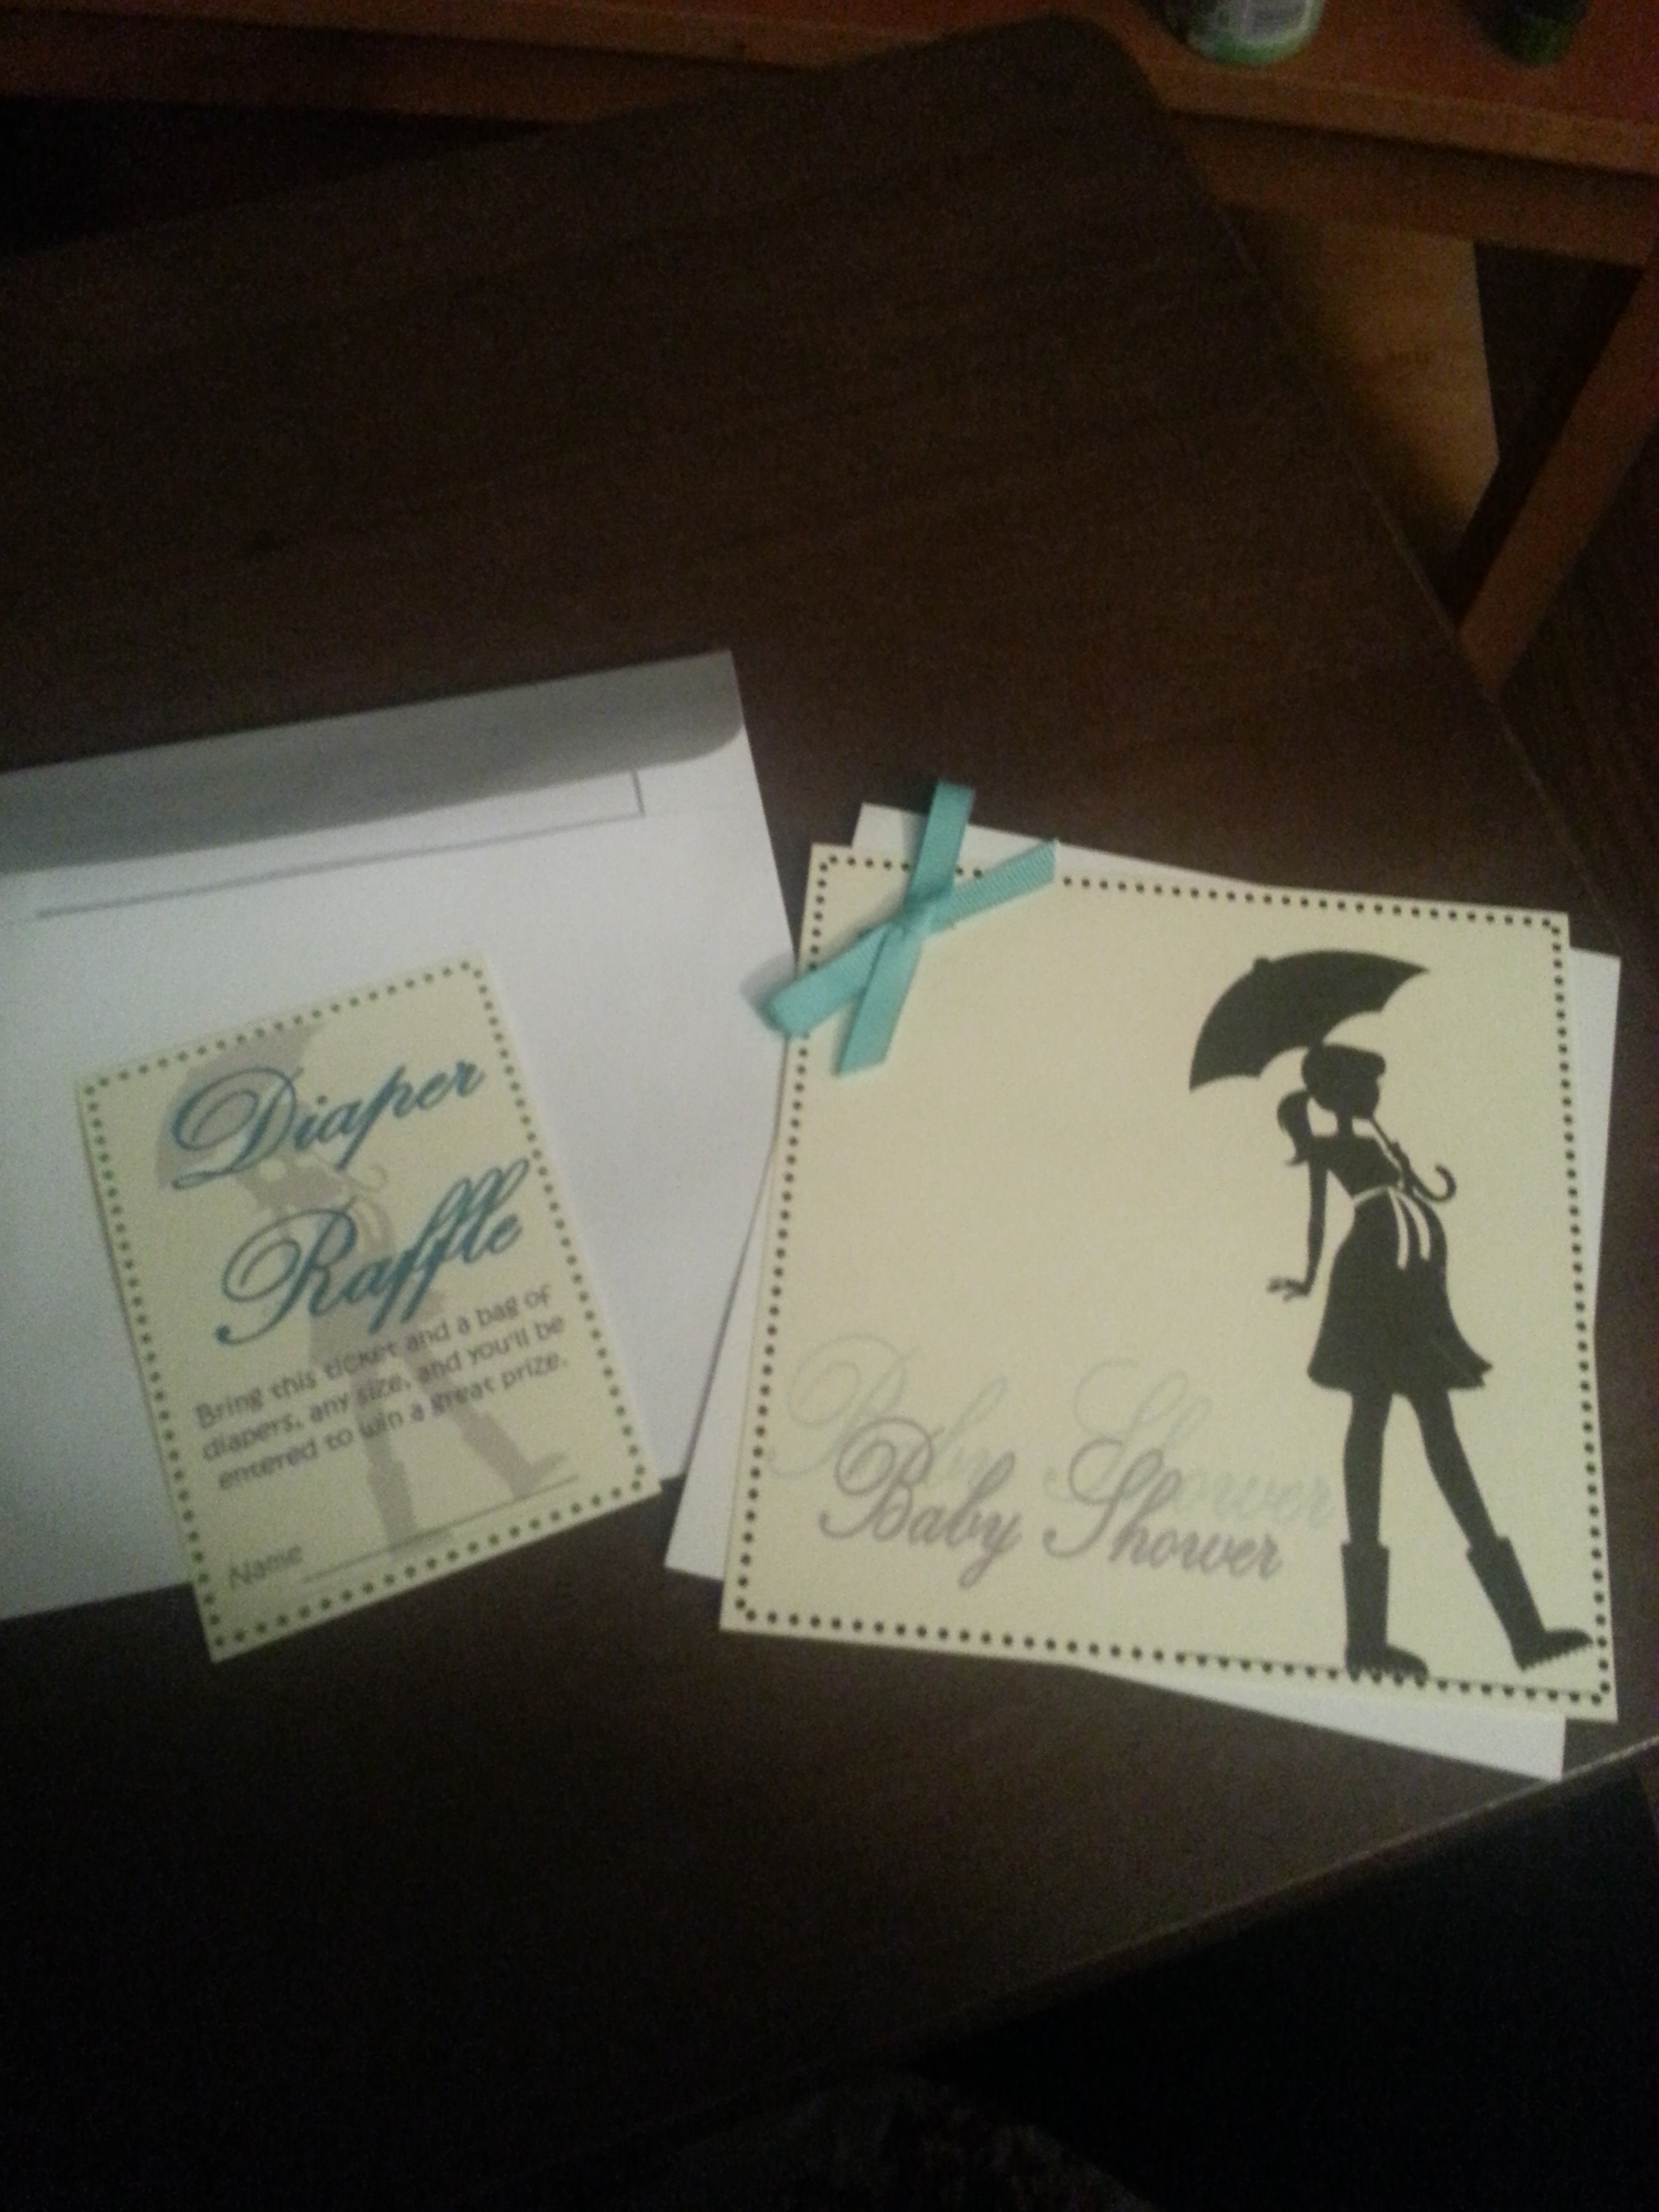 Diaper
Raffle
Bring this ticket and a bag of
diapers, any size, and you'll be
entered to win a great prize.
Name
Baby Shower
Baby Shower